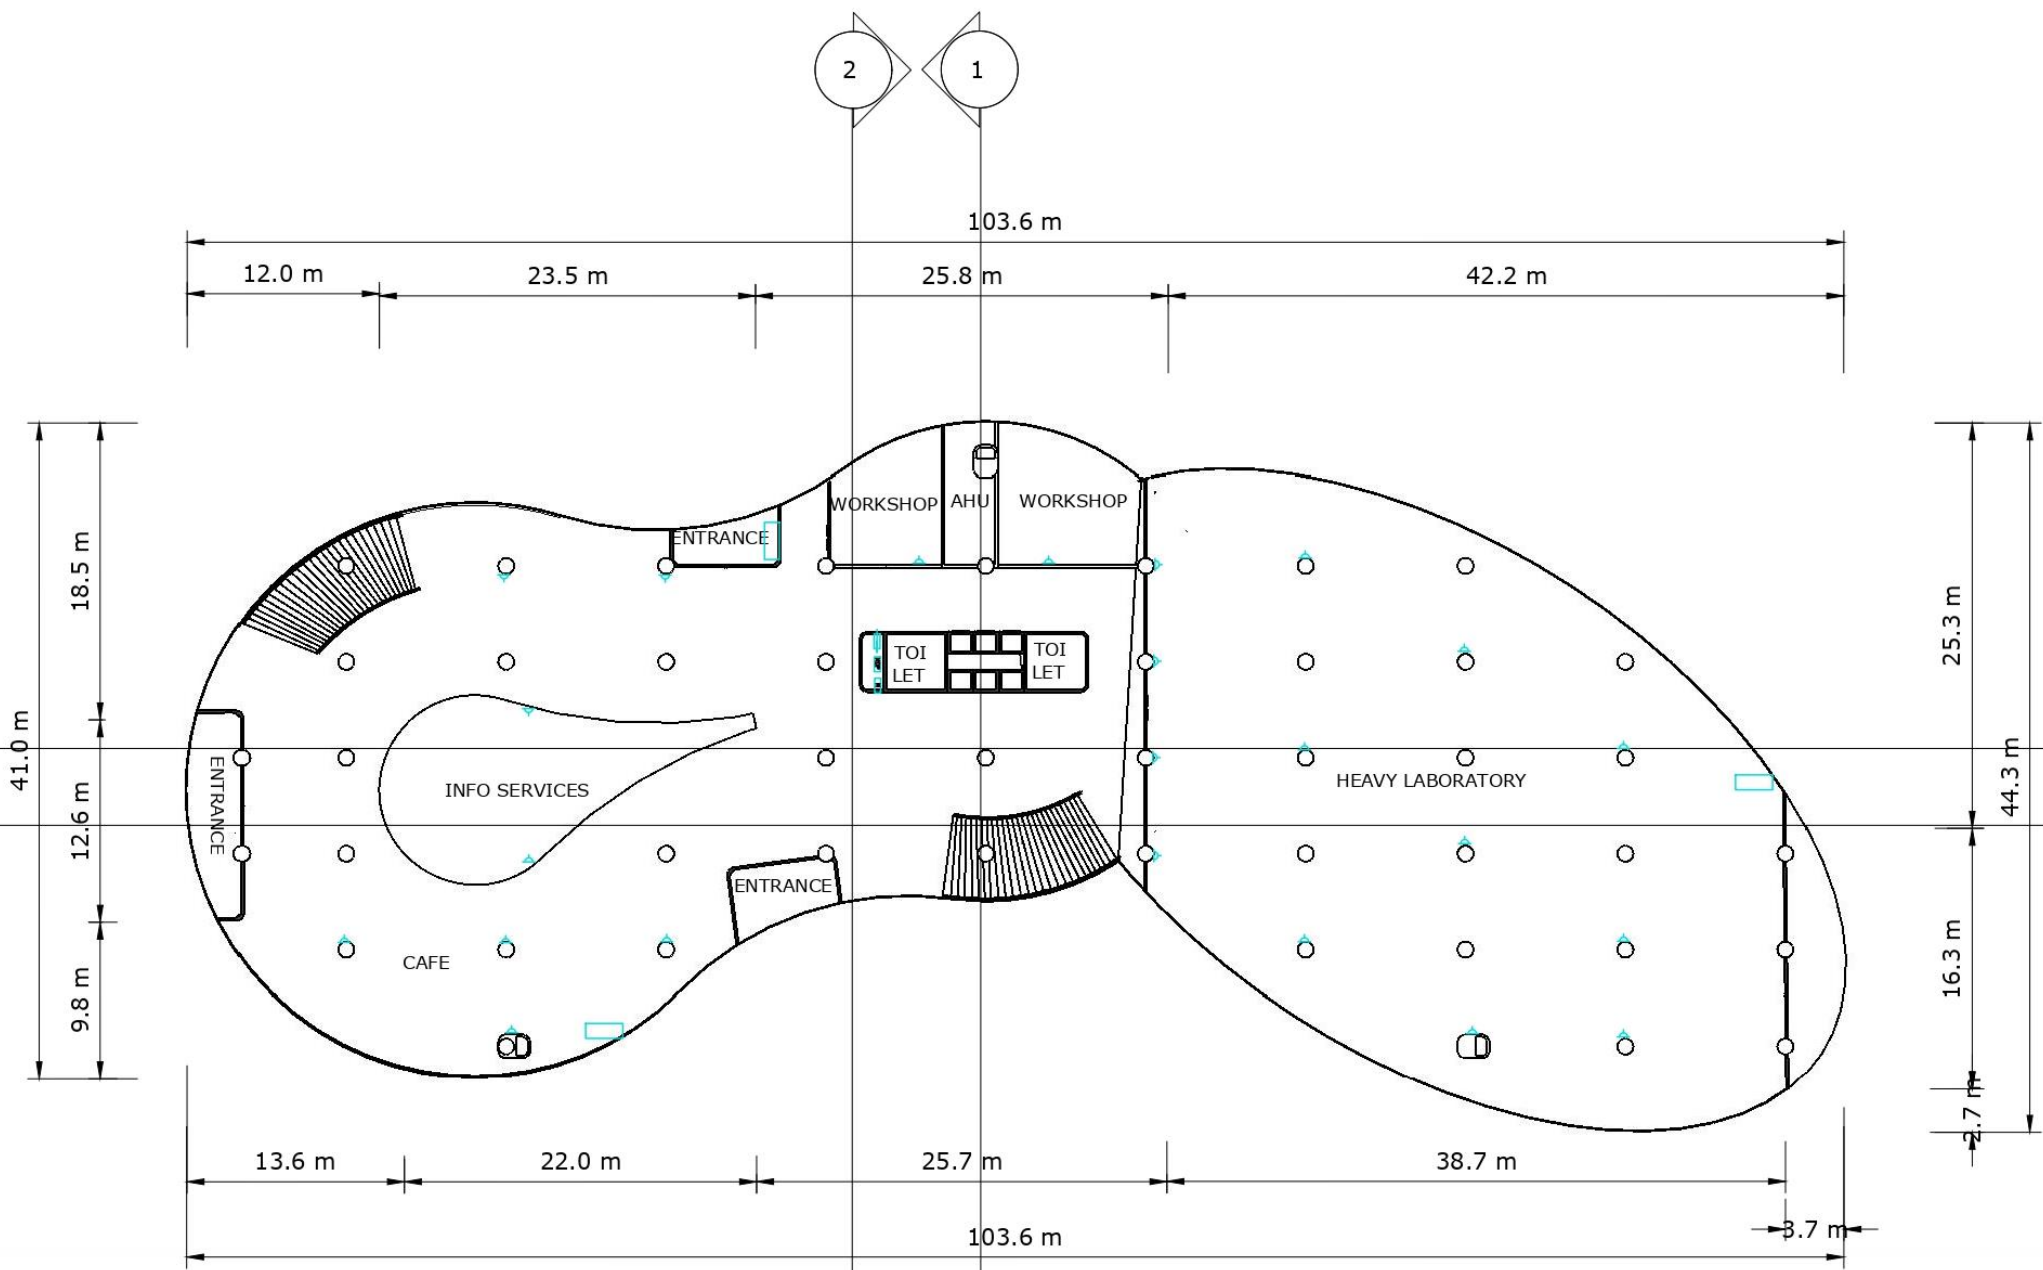 2
1
103.6 m
12.0 m
23.5 m
25.8 m
42.2 m
18.5 m
41.0 m
12.6 m
9.8 m
WORKSHOP
AHU
WORKSHOP
ENTRANCE
TOI
LET
TOI
LET
ENTRANCE
INFO SERVICES
HEAVY LABORATORY
ENTRANCE
CAFE
25.3 m
44.3 m
16.3 m
2.7 m
13.6 m
22.0 m
25.7 m
38.7 m
3.7 m
103.6 m